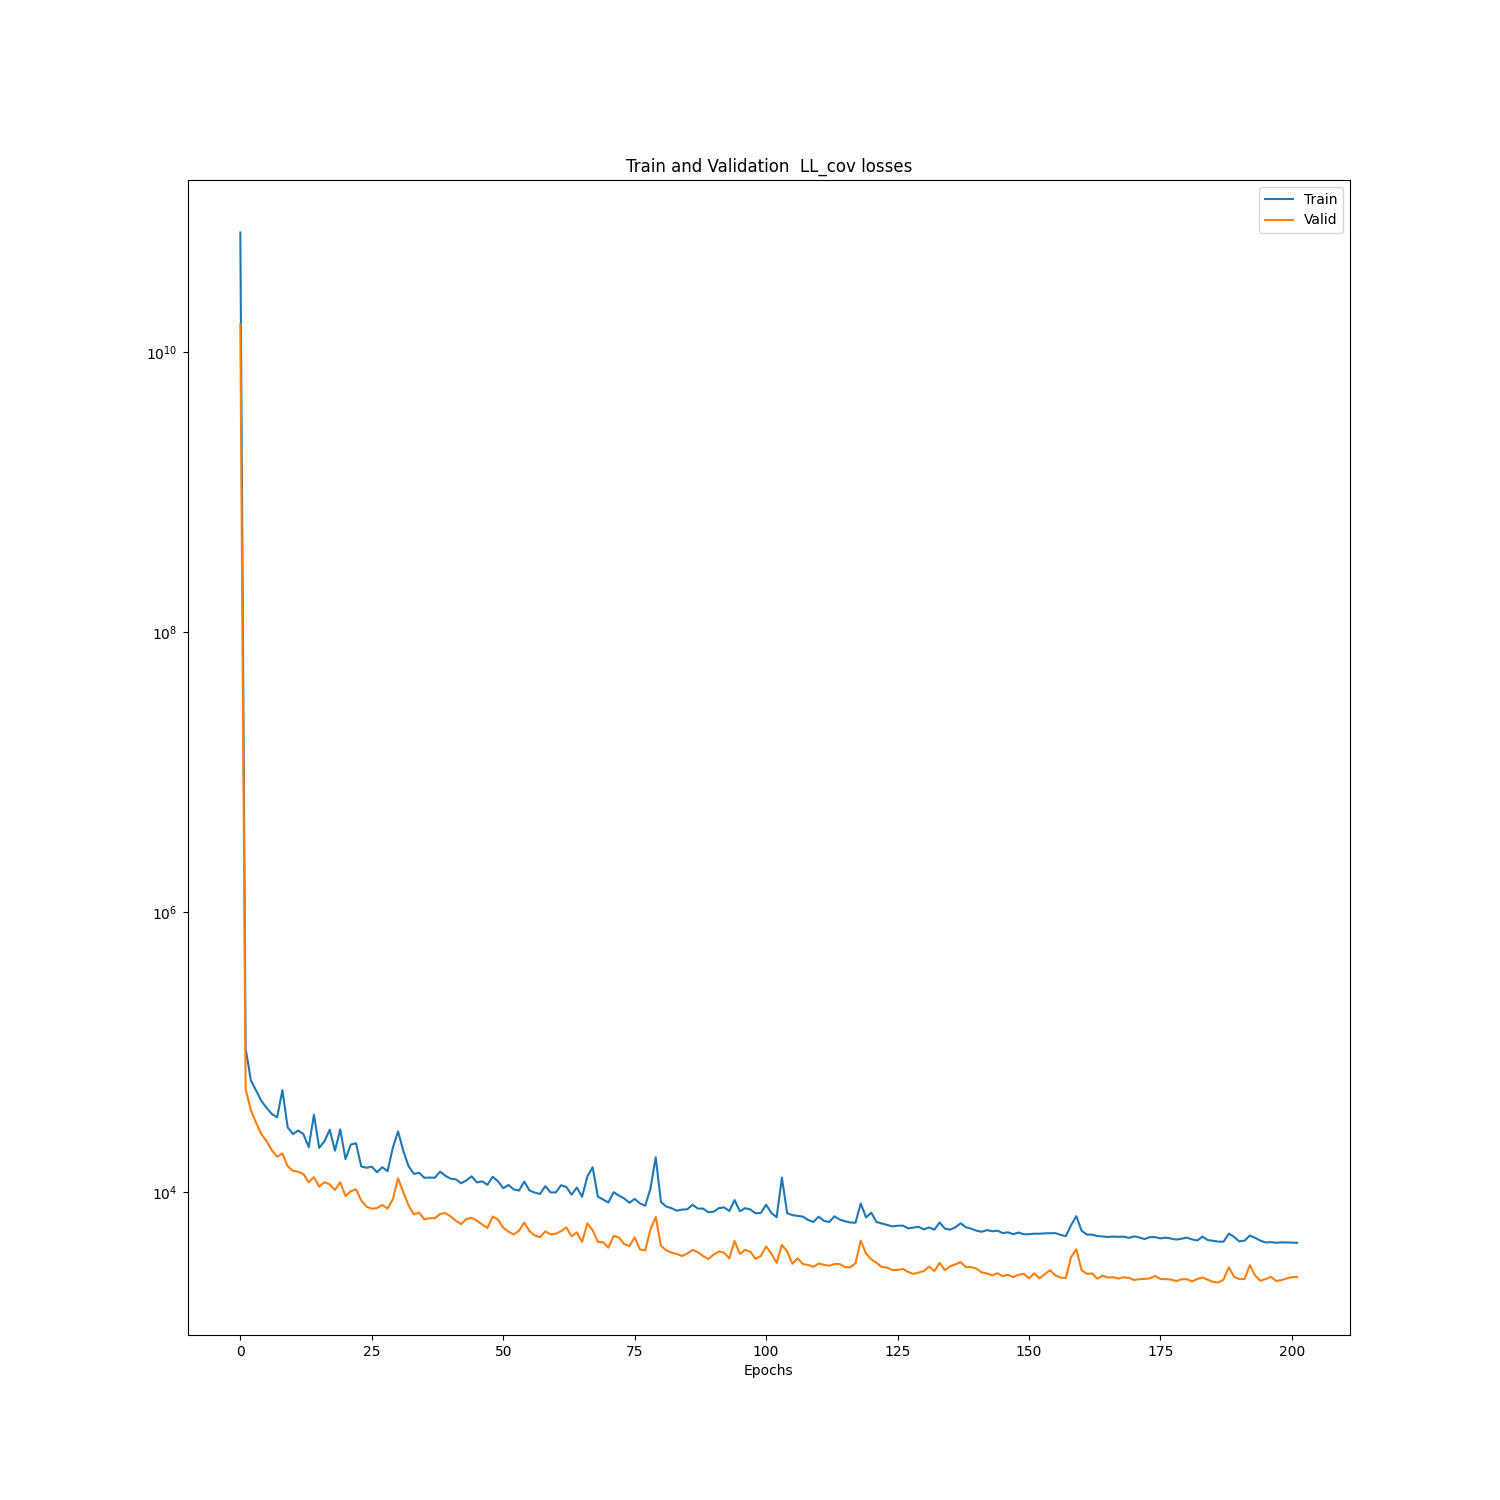 Train and Validation  LL_cov losses
Train
Valid
10^10
10^8
10^6
10^4
0 25 50 75 100 125 150 175 200
Epochs